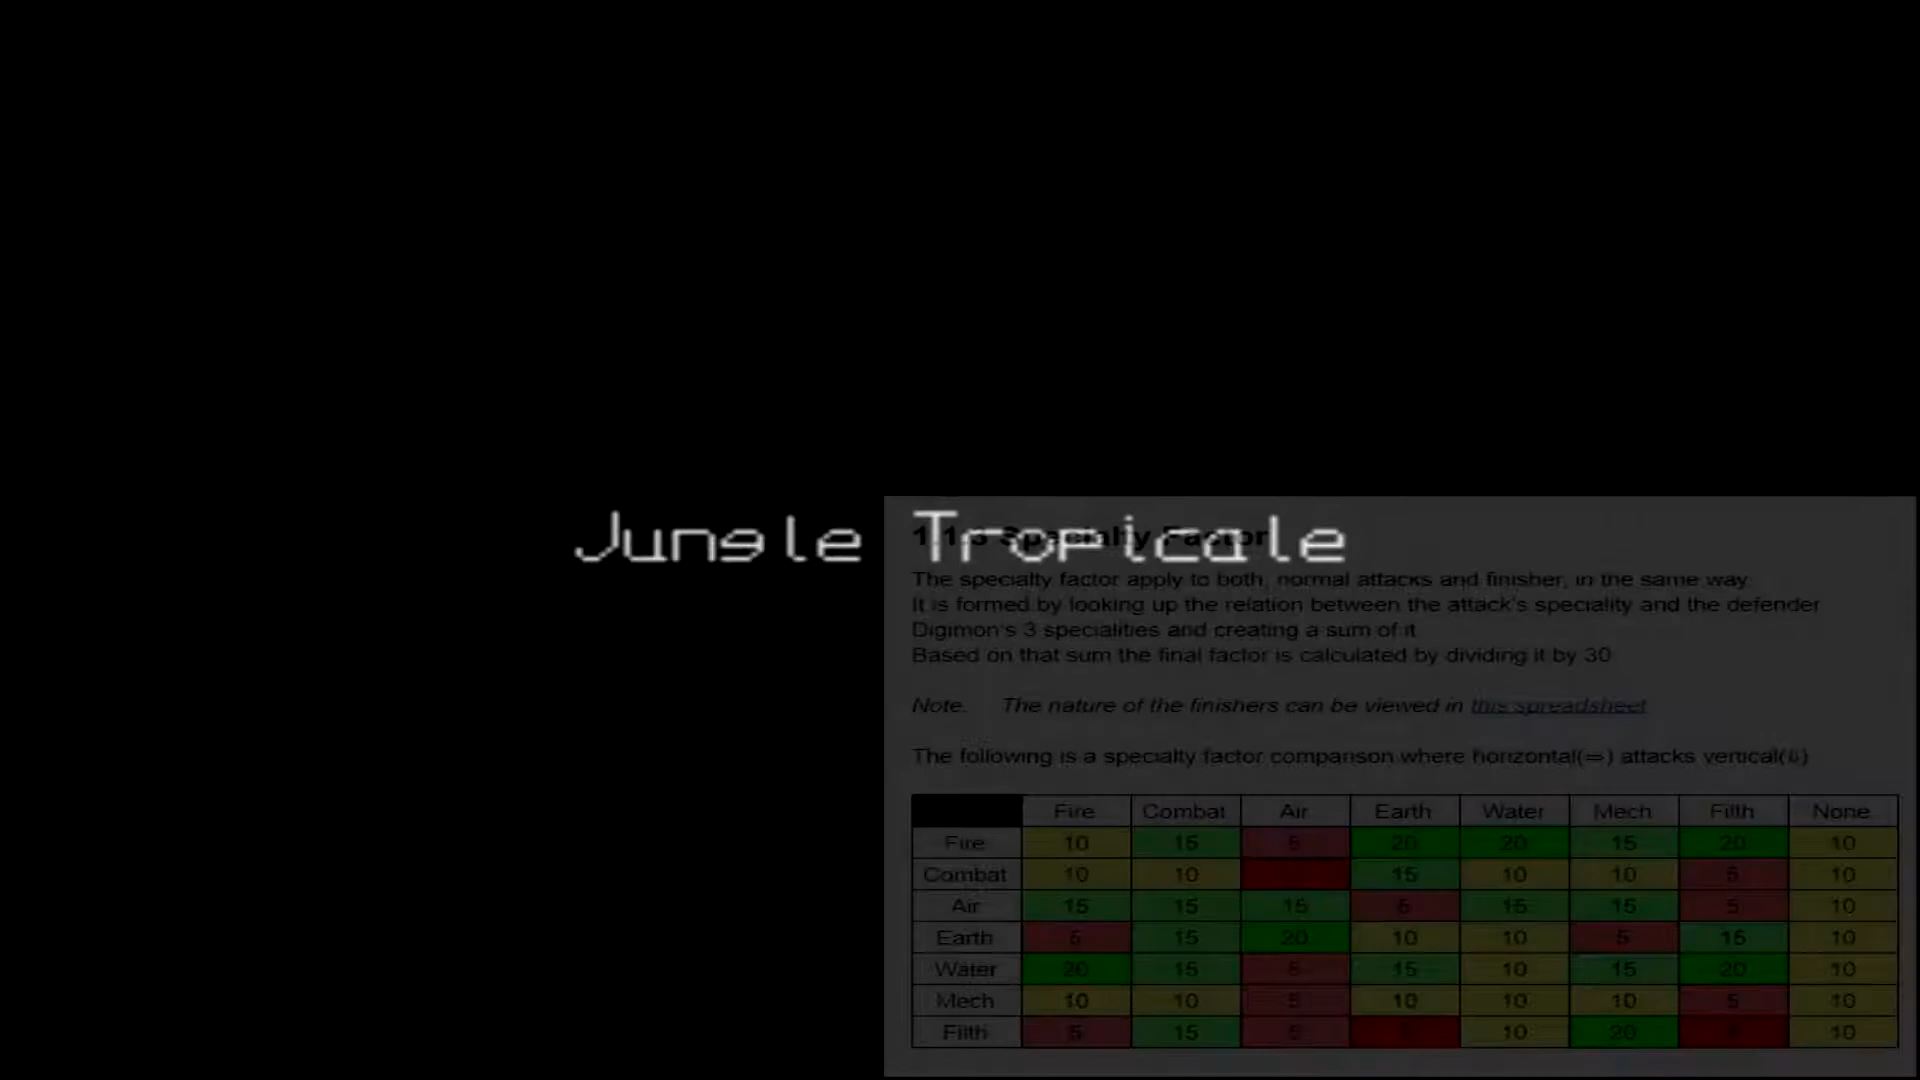 Jungle Tropicale
1.1.3 Specialty Factor
The specialty factor apply to both, normal attacks and finisher, in the same way.
It is formed by looking up the relation between the attack's speciality and the defender
Digimon's 3 specialities and creating a sum of it.
Based on that sum the final factor is calculated by dividing it by 30.
Note: The nature of the finishers can be viewed in this spreadsheet
The following is a specialty factor comparison where horizontal(⇒) attacks vertical(⇓)
Fire Combat Air Earth Water Mech Filth None
Fire 10 15 5 20 20 15 20 10
Combat 10 10 15 10 10 5 10
Air 15 15 15 5 15 15 5 10
Earth 5 15 20 10 10 5 15 10
Water 20 15 5 15 10 15 20 10
Mech 10 10 5 10 10 10 5 10
Filth 5 15 5 10 20 10